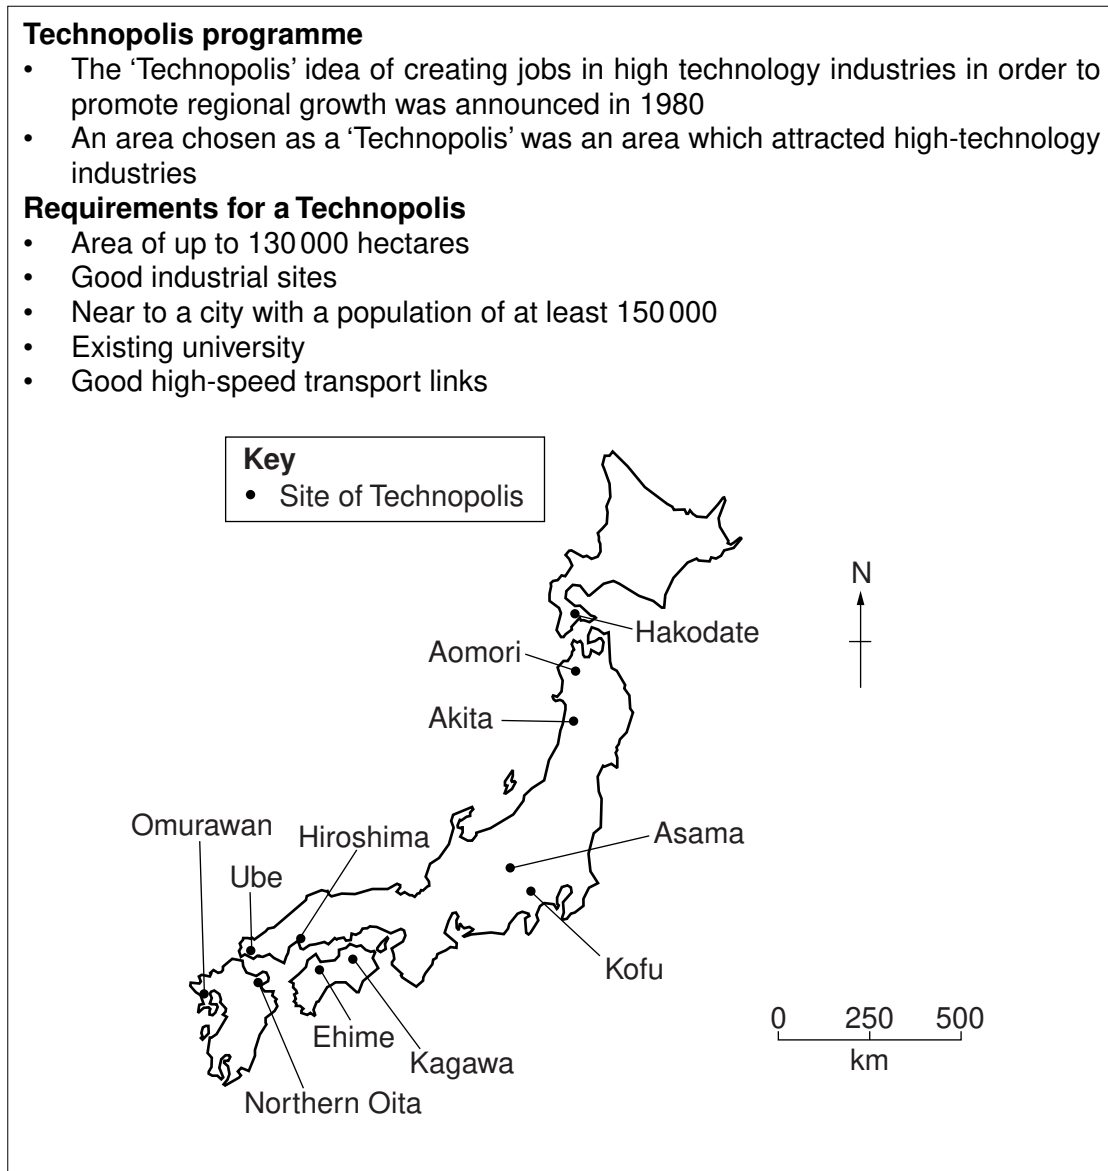 Technopolis programme
• The ‘Technopolis’ idea of creating jobs in high technology industries in order to
promote regional growth was announced in 1980
• An area chosen as a ‘Technopolis’ was an area which attracted high-technology
industries
Requirements for a Technopolis
• Area of up to 130 000 hectares
• Good industrial sites
• Near to a city with a population of at least 150 000
• Existing university
• Good high-speed transport links
Key
• Site of Technopolis
N
Hakodate
Aomori
Akita
Omurawan
Hiroshima
Asama
Ube
Kofu
Ehime
Kagawa
Northern Oita
0 250 500
km